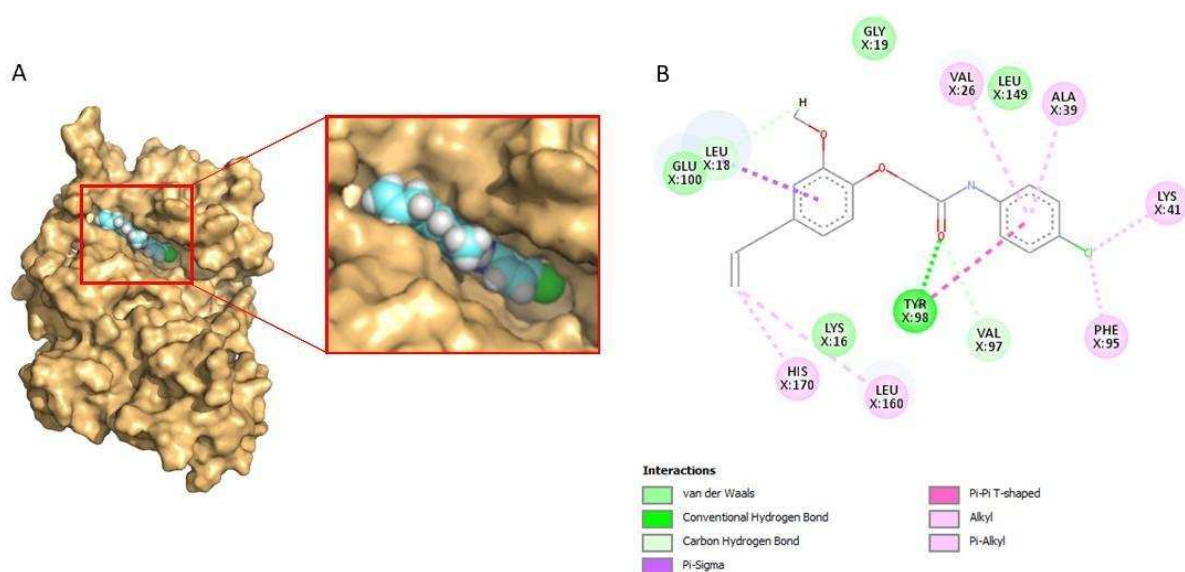 A
B
GLY
X:19
VAL
X:26
LEU
X:149
ALA
X:39
H
O
LEU
X:18
GLU
X:100
O
N
LYS
X:41
O
Cl
TYR
X:98
LYS
X:16
VAL
X:97
PHE
X:95
HIS
X:170
LEU
X:160
Interactions
van der Waals
Conventional Hydrogen Bond
Carbon Hydrogen Bond
Pi-Sigma
Pi-Pi T-shaped
Alkyl
Pi-Alkyl